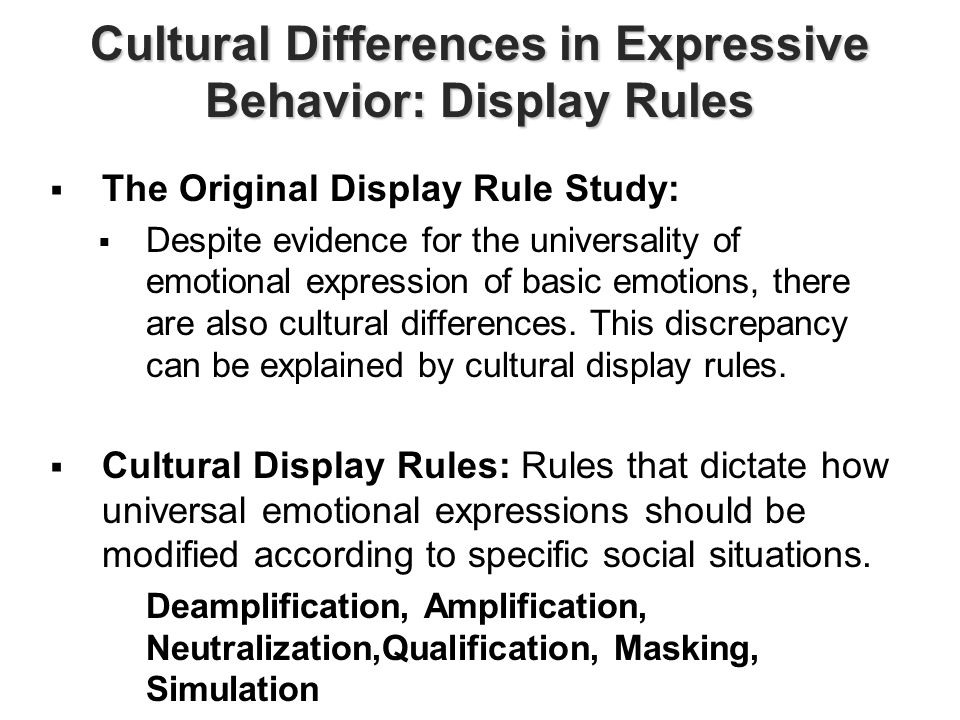 Cultural Differences in Expressive
Behavior: Display Rules
▪ The Original Display Rule Study:
▪ Despite evidence for the universality of
emotional expression of basic emotions, there
are also cultural differences. This discrepancy
can be explained by cultural display rules.
▪ Cultural Display Rules: Rules that dictate how
universal emotional expressions should be
modified according to specific social situations.
Deamplification, Amplification,
Neutralization,Qualification, Masking,
Simulation